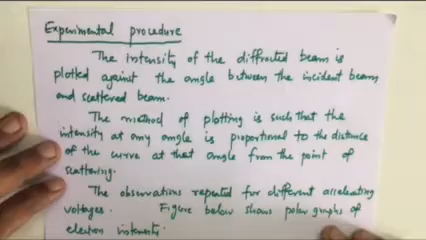 Experimental procedure
The intensity of the diffracted beam is
plotted against the angle between the incident beam
and scattered beam.
The method of plotting is such that the
intensity at any angle is proportional to the distance
of the curve at that angle from the point of
scattering.
The observations repeated for different accelerating
voltages. Figure below shows polar graphs of
electron intensity.